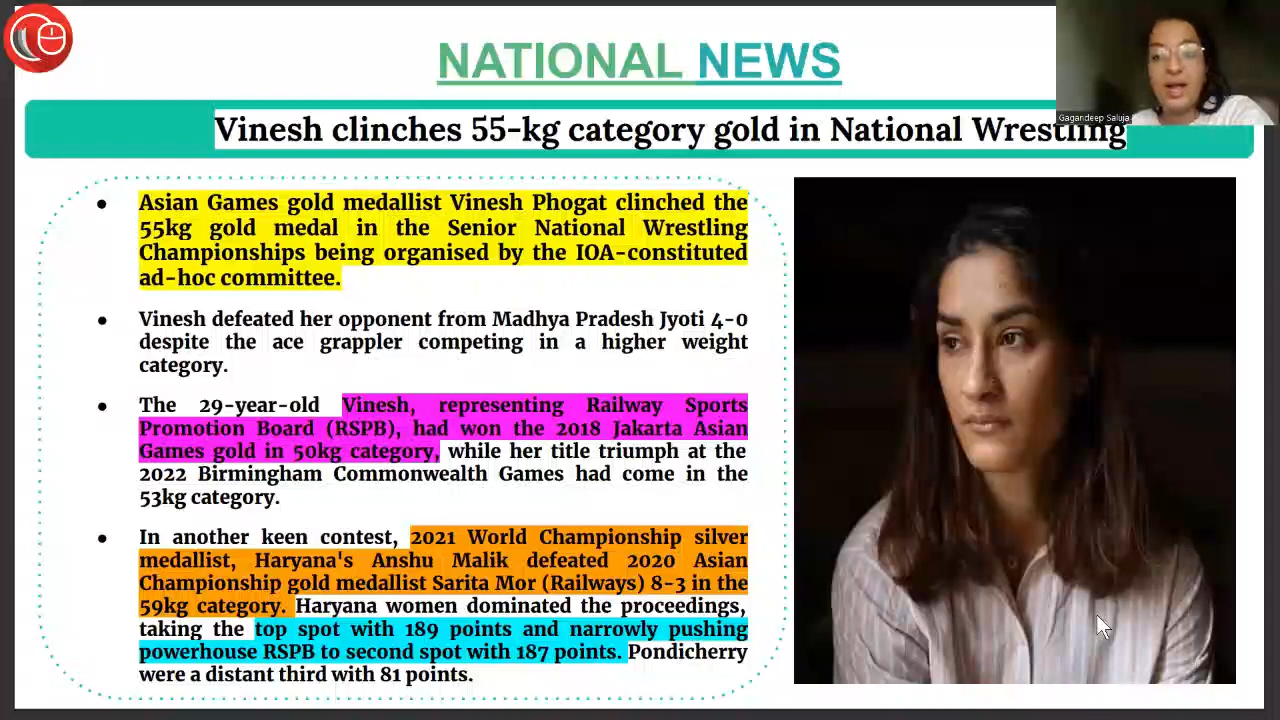 NATIONAL NEWS
Gagandeep Saluja
Vinesh clinches 55-kg category gold in National Wrestling
• Asian Games gold medallist Vinesh Phogat clinched the
55kg gold medal in the Senior National Wrestling
Championships being organised by the IOA-constituted
ad-hoc committee.
• Vinesh defeated her opponent from Madhya Pradesh Jyoti 4-0
despite the ace grappler competing in a higher weight
category.
• The 29-year-old Vinesh, representing Railway Sports
Promotion Board (RSPB), had won the 2018 Jakarta Asian
Games gold in 50kg category, while her title triumph at the
2022 Birmingham Commonwealth Games had come in the
53kg category.
• In another keen contest, 2021 World Championship silver
medallist, Haryana's Anshu Malik defeated 2020 Asian
Championship gold medallist Sarita Mor (Railways) 8-3 in the
59kg category. Haryana women dominated the proceedings,
taking the top spot with 189 points and narrowly pushing
powerhouse RSPB to second spot with 187 points. Pondicherry
were a distant third with 81 points.